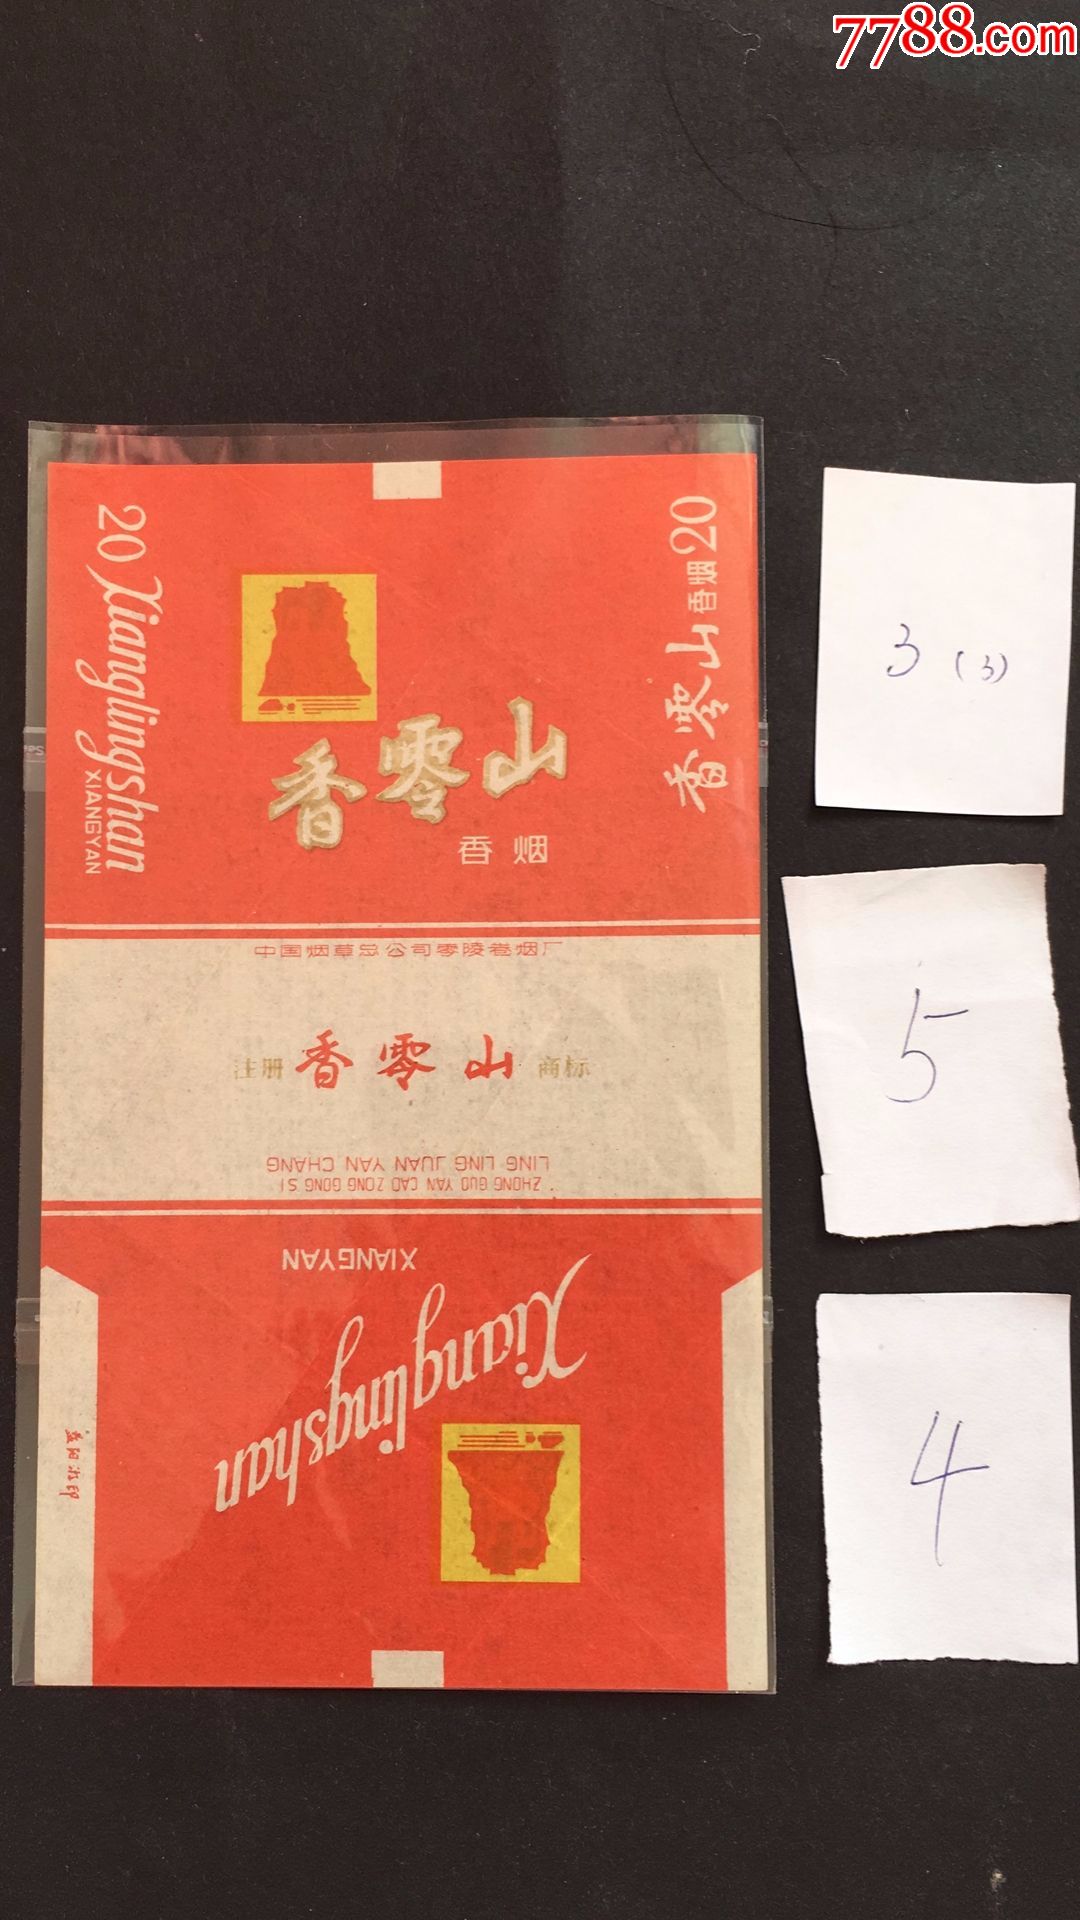 7788.com
20 Xianglingshan
XIANGYAN
香零山
香烟
香零山 香烟 20
中国烟草总公司零陵卷烟厂
注册 香零山 商标
ZHONG GUO YAN CAO ZONG GONG SI
LING LING JUAN YAN CHANG
XIANGYAN
Xianglingshan
3 (3)
5
4